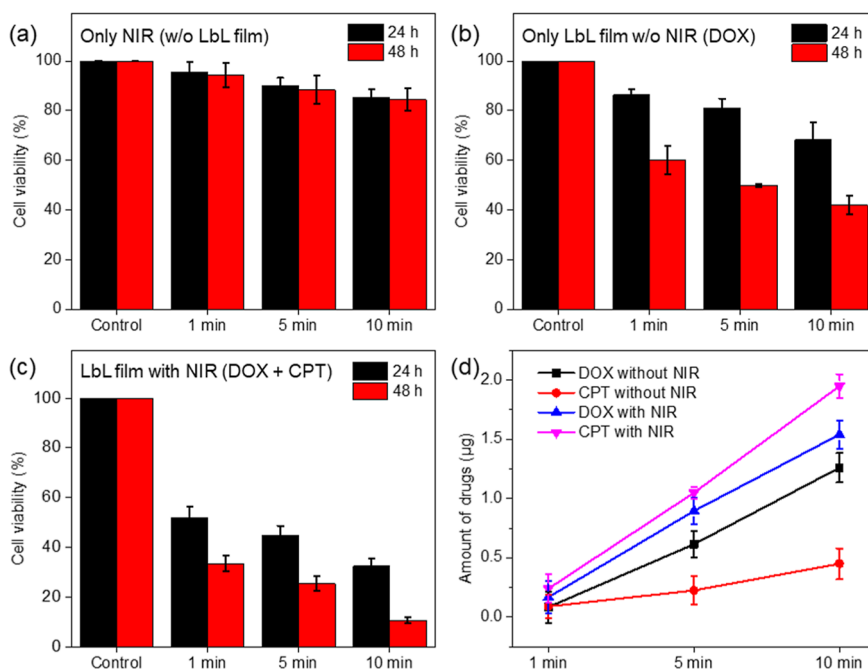 (a)
Only NIR (w/o LbL film)
24 h
48 h
Cell viability (%)
100
80
60
40
20
0
Control
1 min
5 min
10 min
(b)
Only LbL film w/o NIR (DOX)
24 h
48 h
Cell viability (%)
100
80
60
40
20
0
Control
1 min
5 min
10 min
(c)
LbL film with NIR (DOX + CPT)
24 h
48 h
Cell viability (%)
100
80
60
40
20
0
Control
1 min
5 min
10 min
(d)
DOX without NIR
CPT without NIR
DOX with NIR
CPT with NIR
Amount of drugs (µg)
2.0
1.5
1.0
0.5
0.0
1 min
5 min
10 min